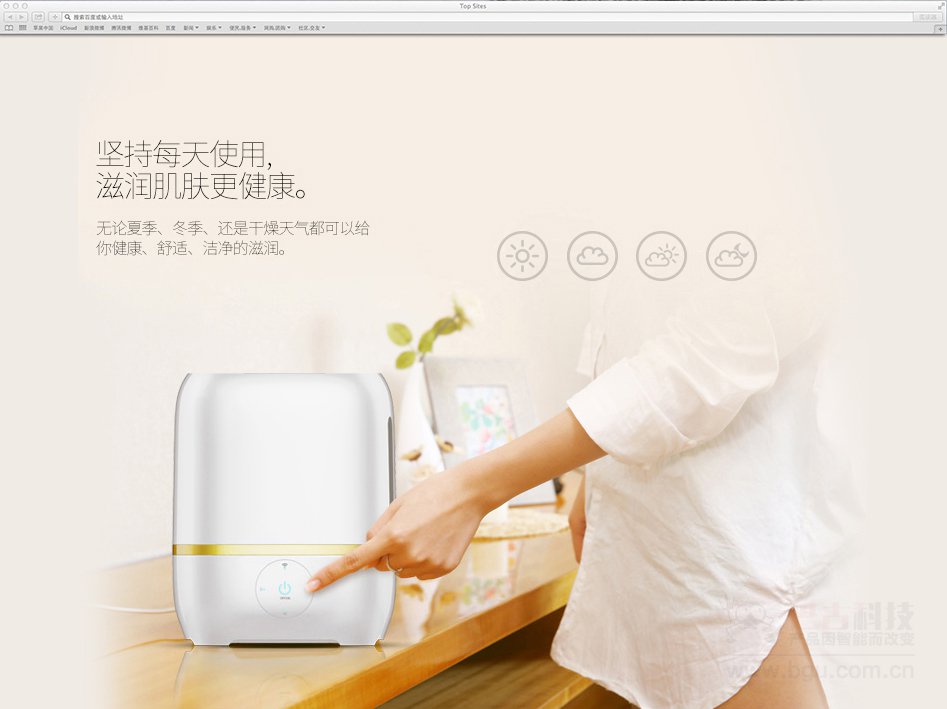 Top Sites
搜索百度或输入地址
阅读器
苹果中国 iCloud 新浪微博 腾讯微博 维基百科 百度 新闻 娱乐 便民·服务 网购·团购 社区·交友
坚持每天使用,
滋润肌肤更健康。
无论夏季、冬季、还是干燥天气都可以给
你健康、舒适、洁净的滋润。
古科技
产品因智能而改变
www.bgu.com.cn